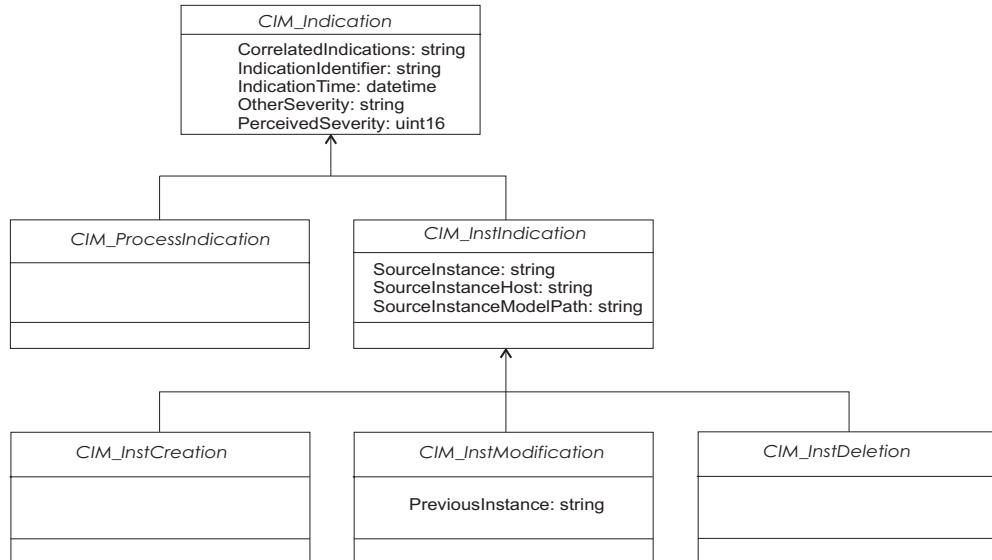 CIM_Indication
CorrelatedIndications: string
IndicationIdentifier: string
IndicationTime: datetime
OtherSeverity: string
PerceivedSeverity: uint16
CIM_ProcessIndication
CIM_InstIndication
SourceInstance: string
SourceInstanceHost: string
SourceInstanceModelPath: string
CIM_InstCreation
CIM_InstModification
CIM_InstDeletion
PreviousInstance: string